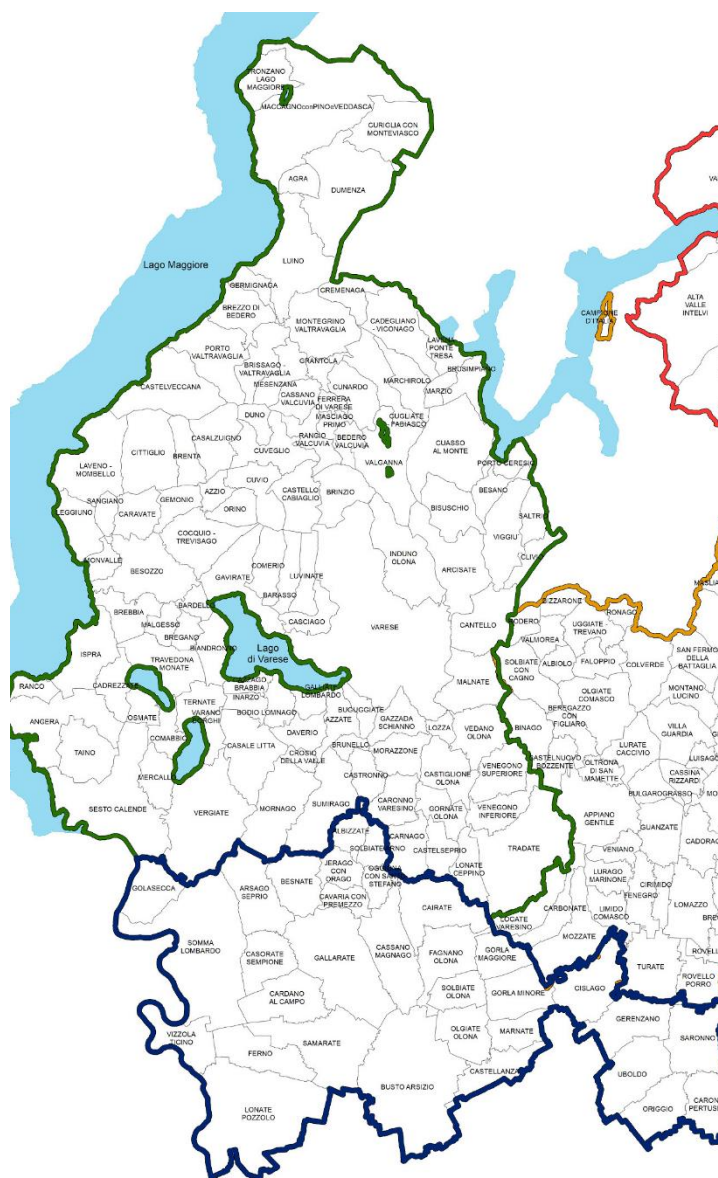 TRONZANO
LAGO
MAGGIORE
MACCAGNO con PINO e VEDDASCA
CURIGLIA CON
MONTEVIASCO
AGRA
DUMENZA
Lago Maggiore
LUINO
ALTA
VALLE
INTELVI
CAMPIONE
D'ITALIA
GERMIGNAGA
CREMENAGA
BREZZO DI
BEDERO
MONTEGRINO
VALTRAVAGLIA
CADEGLIANO
- VICONAGO
LAVENA
PONTE
TRESA
PORTO
VALTRAVAGLIA
BRISSAGO -
VALTRAVAGLIA
GRANTOLA
BRUSIMPIANO
CASTELVECCANA
MESENZANA
CUNARDO
MARCHIROLO
MARZIO
CASSANO
VALCUVIA
FERRERA
DI VARESE
MASCIAGO
PRIMO
DUNO
CUGLIATE -
FABIASCO
CASALZUIGNO
RANCIO
VALCUVIA
BEDERO
VALCUVIA
CUASSO
AL MONTE
CITTIGLIO
BRENTA
CUVEGLIO
VALGANNA
PORTO CERESIO
LAVENO -
MOMBELLO
CUVIO
BESANO
SANGIANO
GEMONIO
AZZIO
CASTELLO
CABIAGLIO
BRINZIO
LEGGIUNO
CARAVATE
ORINO
BISUSCHIO
SALTRIO
COCQUIO -
TREVISAGO
VIGGIU'
MONVALLE
BESOZZO
COMERIO
LUVINATE
INDUNO
OLONA
ARCISATE
CLIVIO
GAVIRATE
BARASSO
BREBBIA
BARDELLO
CASCIAGO
VARESE
CANTELLO
BIZZARONE
RONAGO
MALGESSO
RODERO
BREGANO
BIANDRONNO
Lago
di Varese
VALMOREA
UGGIATE
TREVANO
SAN FERMO
DELLA
BATTAGLIA
ISPRA
TRAVEDONA
MONATE
SOLBIATE
CON
CAGNO
ALBIOLO
FALOPPIO
COLVERDE
RANCO
CADREZZATE
BRABBIA
GALLIATE
LOMBARDO
MALNATE
MONTANO
LUCINO
TERNATE
INARZO
OLGIATE
COMASCO
ANGERA
OSMATE
VARANO
BORGHI
BODIO LOMNAGO
BUGUGGIATE
AZZATE
GAZZADA
SCHIANNO
LOZZA
VEDANO
OLONA
BINAGO
BEREGAZZO
CON
FIGLIARO
VILLA
GUARDIA
TAINO
COMABBIO
CASALE LITTA
DAVERIO
BRUNELLO
MORAZZONE
LURATE
CACCIVIO
CROSIO
DELLA VALLE
VENEGONO
SUPERIORE
CASTELNUOVO
BOZZENTE
OLTRONA
DI SAN
MAMETTE
CASSINA
RIZZARDI
MERCALLO
CASTRONNO
CASTIGLIONE
OLONA
BULGAROGRASSO
SESTO CALENDE
VERGIATE
MORNAGO
SUMIRAGO
CARONNO
VARESINO
GORNATE
OLONA
VENEGONO
INFERIORE
APPIANO
GENTILE
GUANZATE
ALBIZZATE
CARNAGO
TRADATE
SOLBIATE ARNO
CASTELSEPRIO
VENIANO
JERAGO
CON
ORAGO
LONATE
CEPPINO
LURAGO
MARINONE
GOLASECCA
ARSAGO
SEPRIO
BESNATE
CON SANTO
STEFANO
CIRIMIDO
FENEGRO
CAVARIA CON
PREMEZZO
CAIRATE
LOCATE
VARESINO
CARBONATE
LIMIDO
COMASCO
LOMAZZO
MOZZATE
SOMMA
LOMBARDO
CASORATE
SEMPIONE
GALLARATE
CASSANO
MAGNAGO
FAGNANO
OLONA
GORLA
MAGGIORE
TURATE
ROVELLO
PORRO
CISLAGO
CARDANO
AL CAMPO
SOLBIATE
OLONA
GORLA MINORE
VIZZOLA
TICINO
FERNO
SAMARATE
OLGIATE
OLONA
MARNATE
GERENZANO
SARONNO
CASTELLANZA
UBOLDO
LONATE
POZZOLO
BUSTO ARSIZIO
ORIGGIO